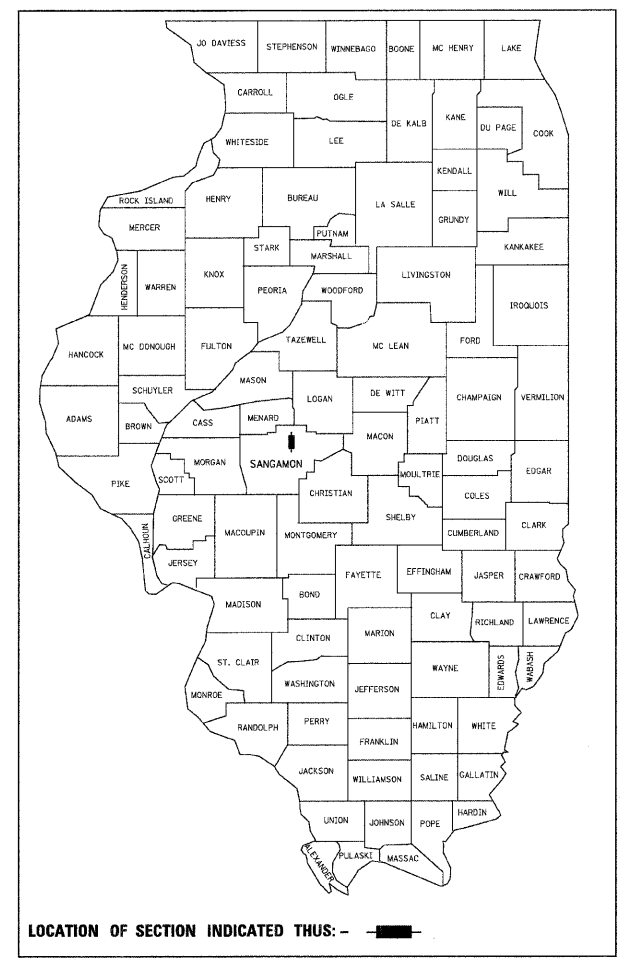 JO DAVIESS
STEPHENSON
WINNEBAGO
BOONE
MC HENRY
LAKE
CARROLL
OGLE
DE KALB
KANE
DU PAGE
COOK
WHITESIDE
LEE
KENDALL
WILL
ROCK ISLAND
HENRY
BUREAU
LA SALLE
GRUNDY
MERCER
PUTNAM
STARK
MARSHALL
KANKAKEE
HENDERSON
WARREN
KNOX
PEORIA
WOODFORD
LIVINGSTON
IROQUOIS
HANCOCK
MC DONOUGH
FULTON
TAZEWELL
MC LEAN
FORD
MASON
SCHUYLER
LOGAN
DE WITT
CHAMPAIGN
VERMILION
ADAMS
BROWN
CASS
MENARD
MACON
PIATT
MORGAN
SANGAMON
DOUGLAS
EDGAR
PIKE
SCOTT
CHRISTIAN
MOULTRIE
COLES
GREENE
MACOUPIN
MONTGOMERY
SHELBY
CUMBERLAND
CLARK
CALHOUN
JERSEY
FAYETTE
EFFINGHAM
JASPER
CRAWFORD
MADISON
BOND
CLAY
RICHLAND
LAWRENCE
CLINTON
MARION
ST. CLAIR
WAYNE
EDWARDS
WABASH
WASHINGTON
JEFFERSON
MONROE
RANDOLPH
PERRY
HAMILTON
WHITE
FRANKLIN
JACKSON
WILLIAMSON
SALINE
GALLATIN
UNION
JOHNSON
POPE
HARDIN
ALEXANDER
PULASKI
MASSAC
LOCATION OF SECTION INDICATED THUS: –